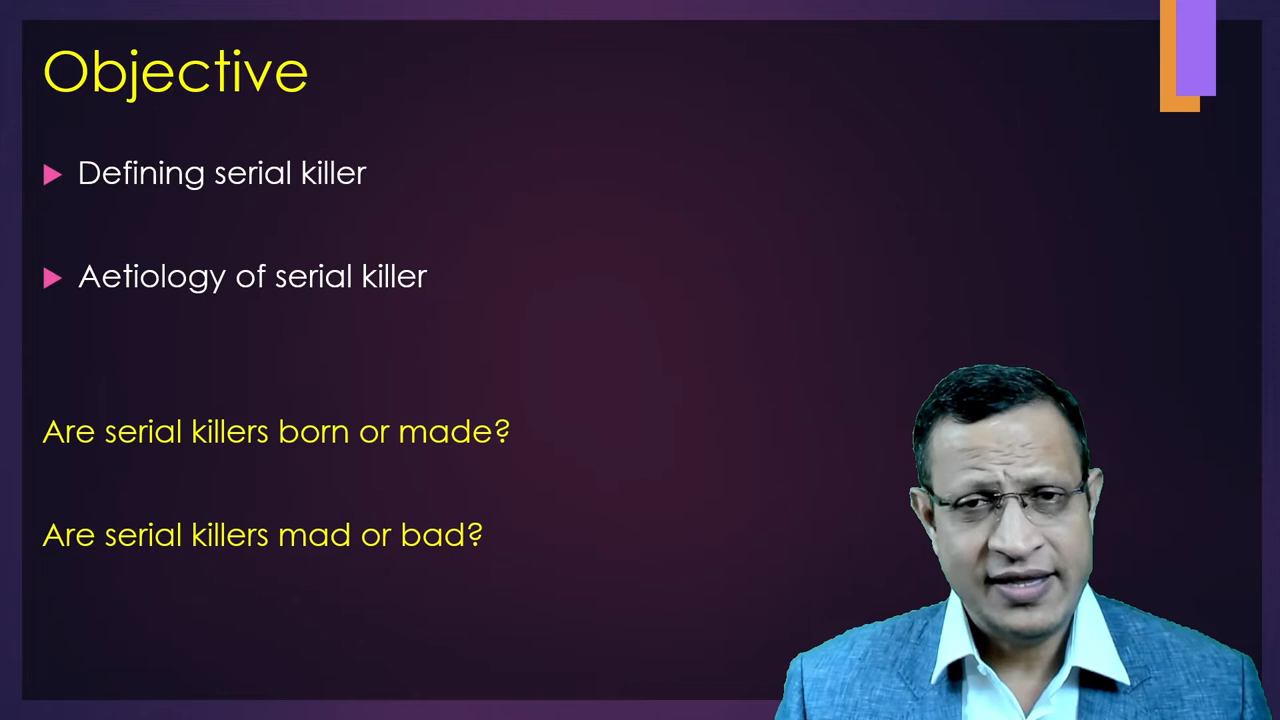 Objective
Defining serial killer
Aetiology of serial killer
Are serial killers born or made?
Are serial killers mad or bad?